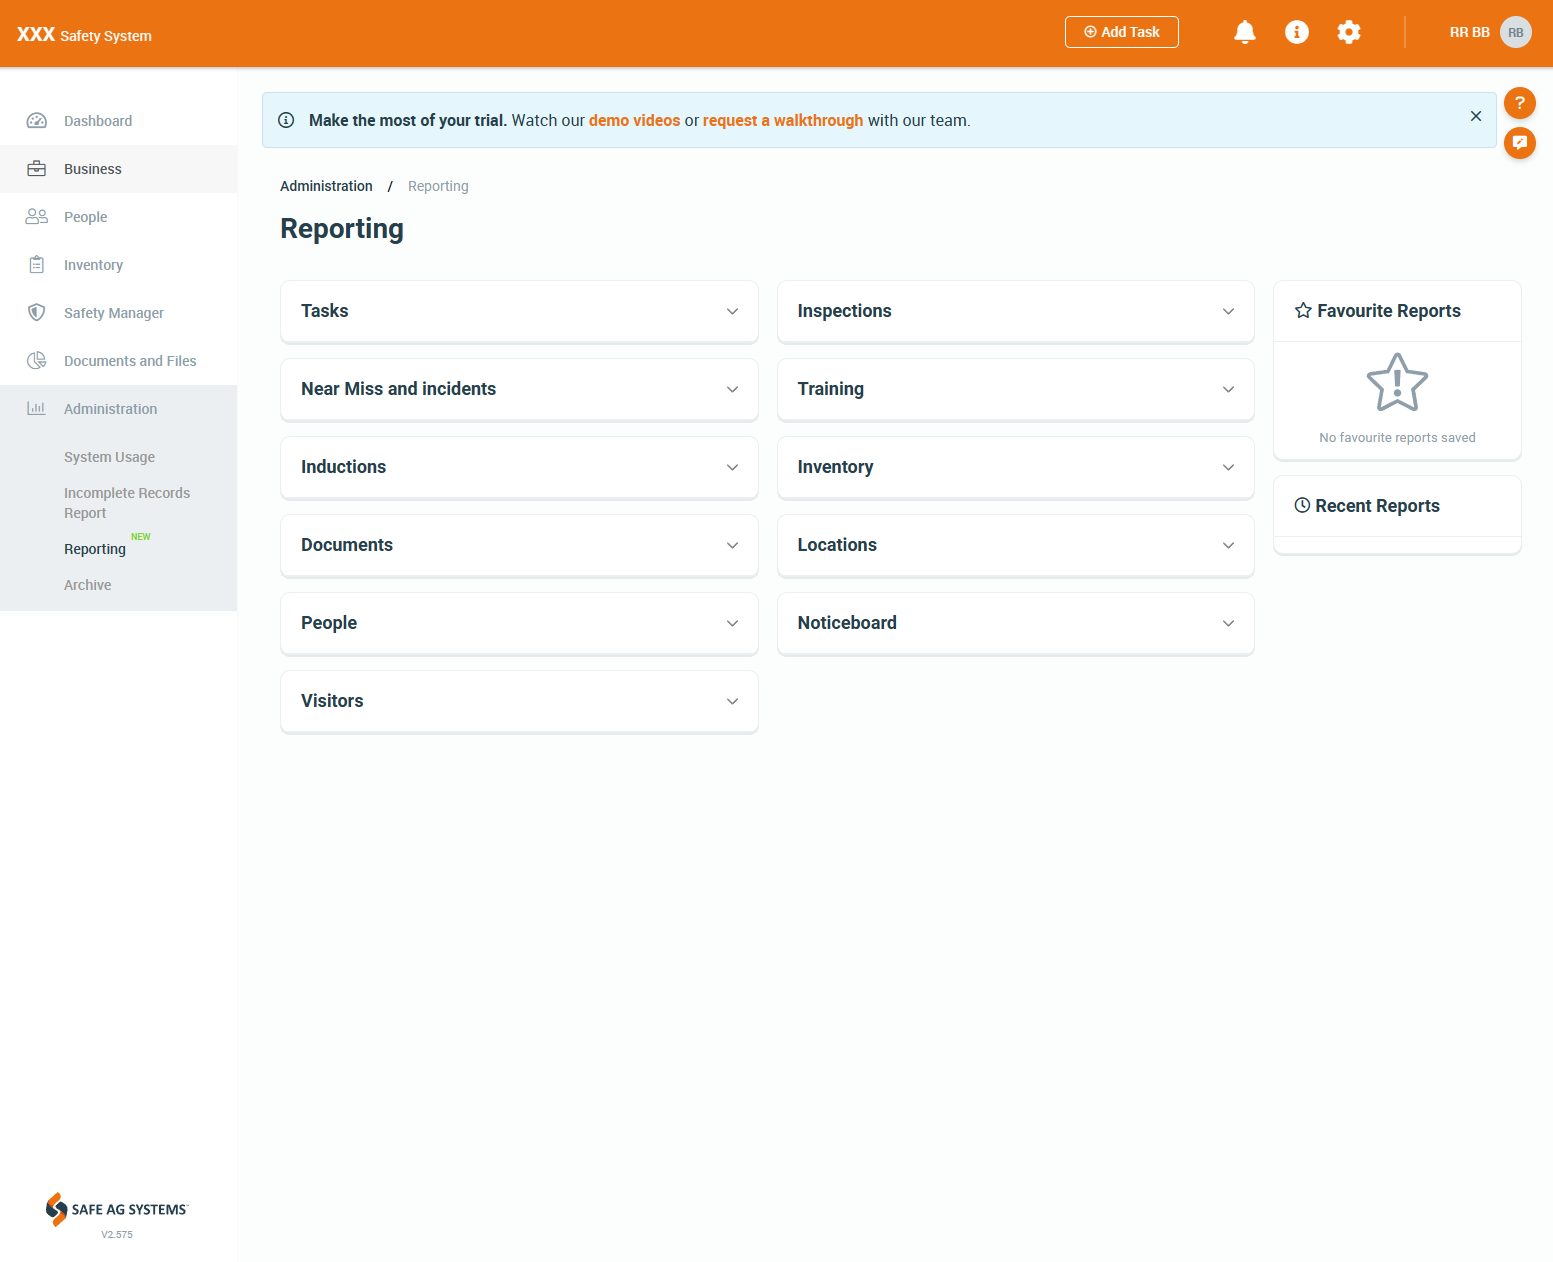 XXX Safety System
Add Task
RR BB
RB
Dashboard
Business
People
Inventory
Safety Manager
Documents and Files
Administration
System Usage
Incomplete Records
Report
Reporting NEW
Archive
SAFE AG SYSTEMS
V2.575
Make the most of your trial. Watch our demo videos or request a walkthrough with our team.
?
Administration / Reporting
Reporting
Tasks
Inspections
Near Miss and incidents
Training
Inductions
Inventory
Documents
Locations
People
Noticeboard
Visitors
Favourite Reports
No favourite reports saved
Recent Reports